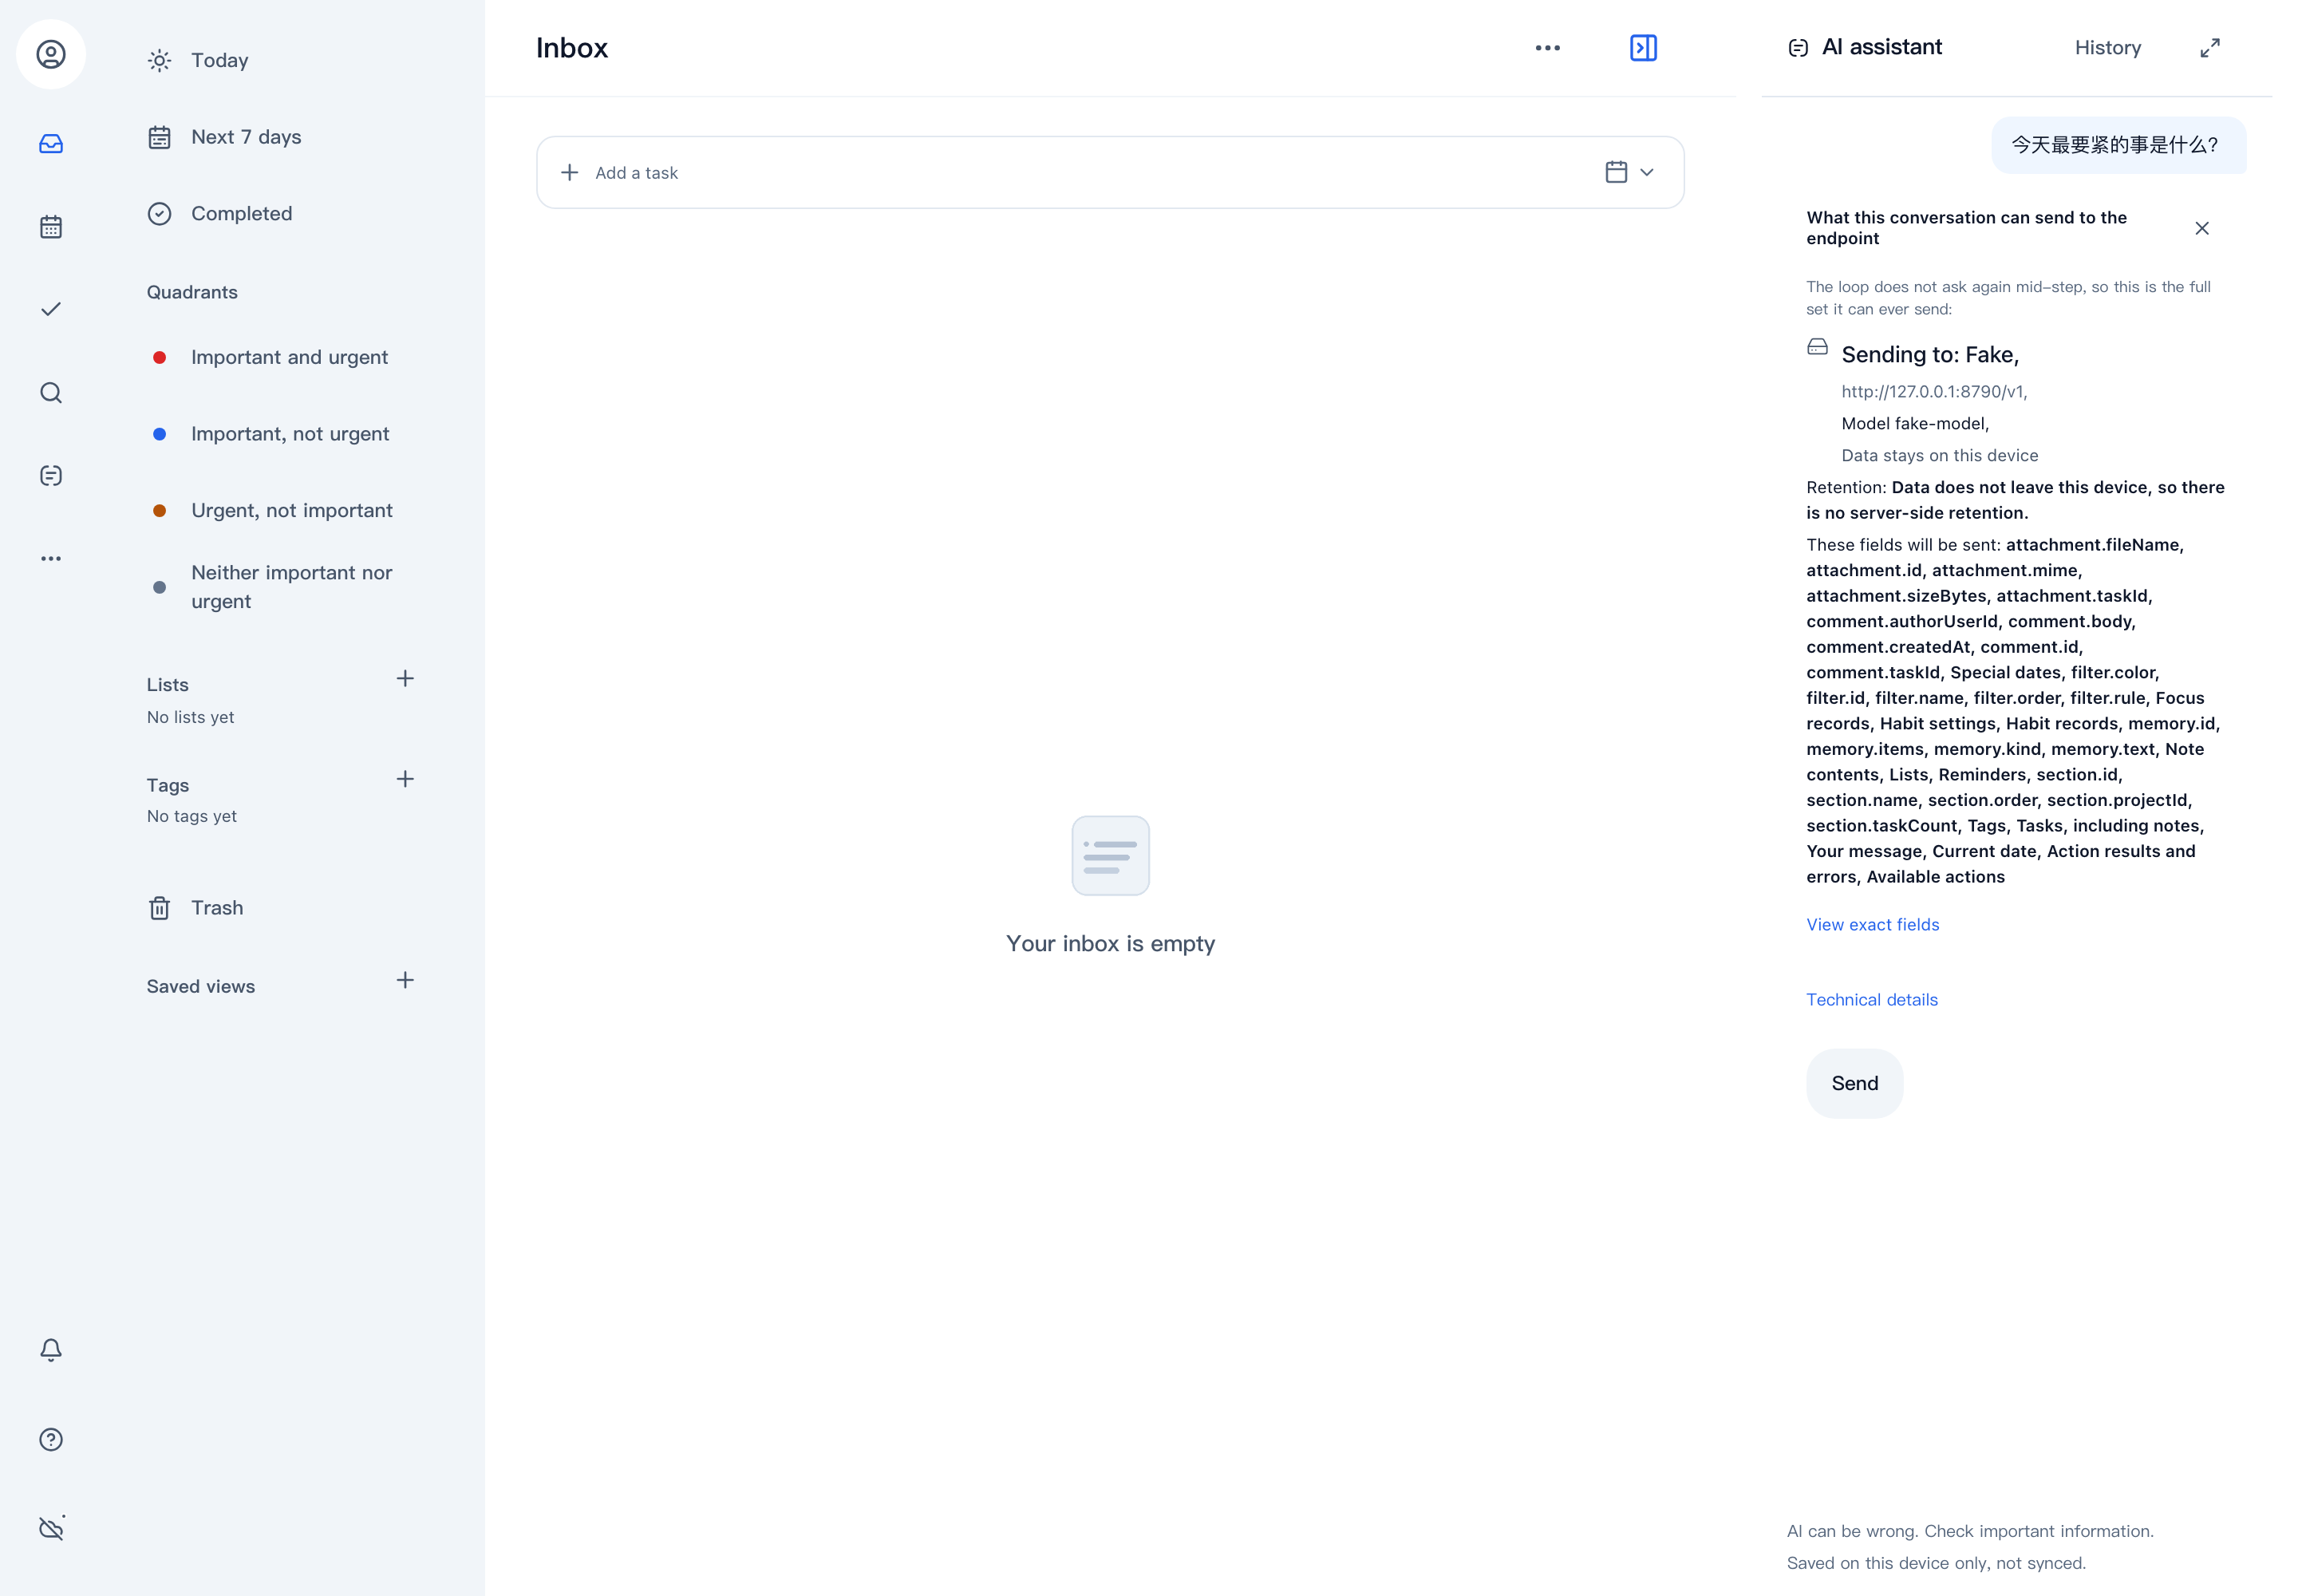 Today
Next 7 days
Completed
Quadrants
Important and urgent
Important, not urgent
Urgent, not important
Neither important nor
urgent
Lists
No lists yet
Tags
No tags yet
Trash
Saved views
Inbox
Add a task
Your inbox is empty
AI assistant
History
今天最要紧的事是什么?
What this conversation can send to the
endpoint
The loop does not ask again mid-step, so this is the full
set it can ever send:
Sending to: Fake,
http://127.0.0.1:8790/v1,
Model fake-model,
Data stays on this device
Retention: Data does not leave this device, so there
is no server-side retention.
These fields will be sent: attachment.fileName,
attachment.id, attachment.mime,
attachment.sizeBytes, attachment.taskId,
comment.authorUserId, comment.body,
comment.createdAt, comment.id,
comment.taskId, Special dates, filter.color,
filter.id, filter.name, filter.order, filter.rule, Focus
records, Habit settings, Habit records, memory.id,
memory.items, memory.kind, memory.text, Note
contents, Lists, Reminders, section.id,
section.name, section.order, section.projectId,
section.taskCount, Tags, Tasks, including notes,
Your message, Current date, Action results and
errors, Available actions
View exact fields
Technical details
Send
AI can be wrong. Check important information.
Saved on this device only, not synced.